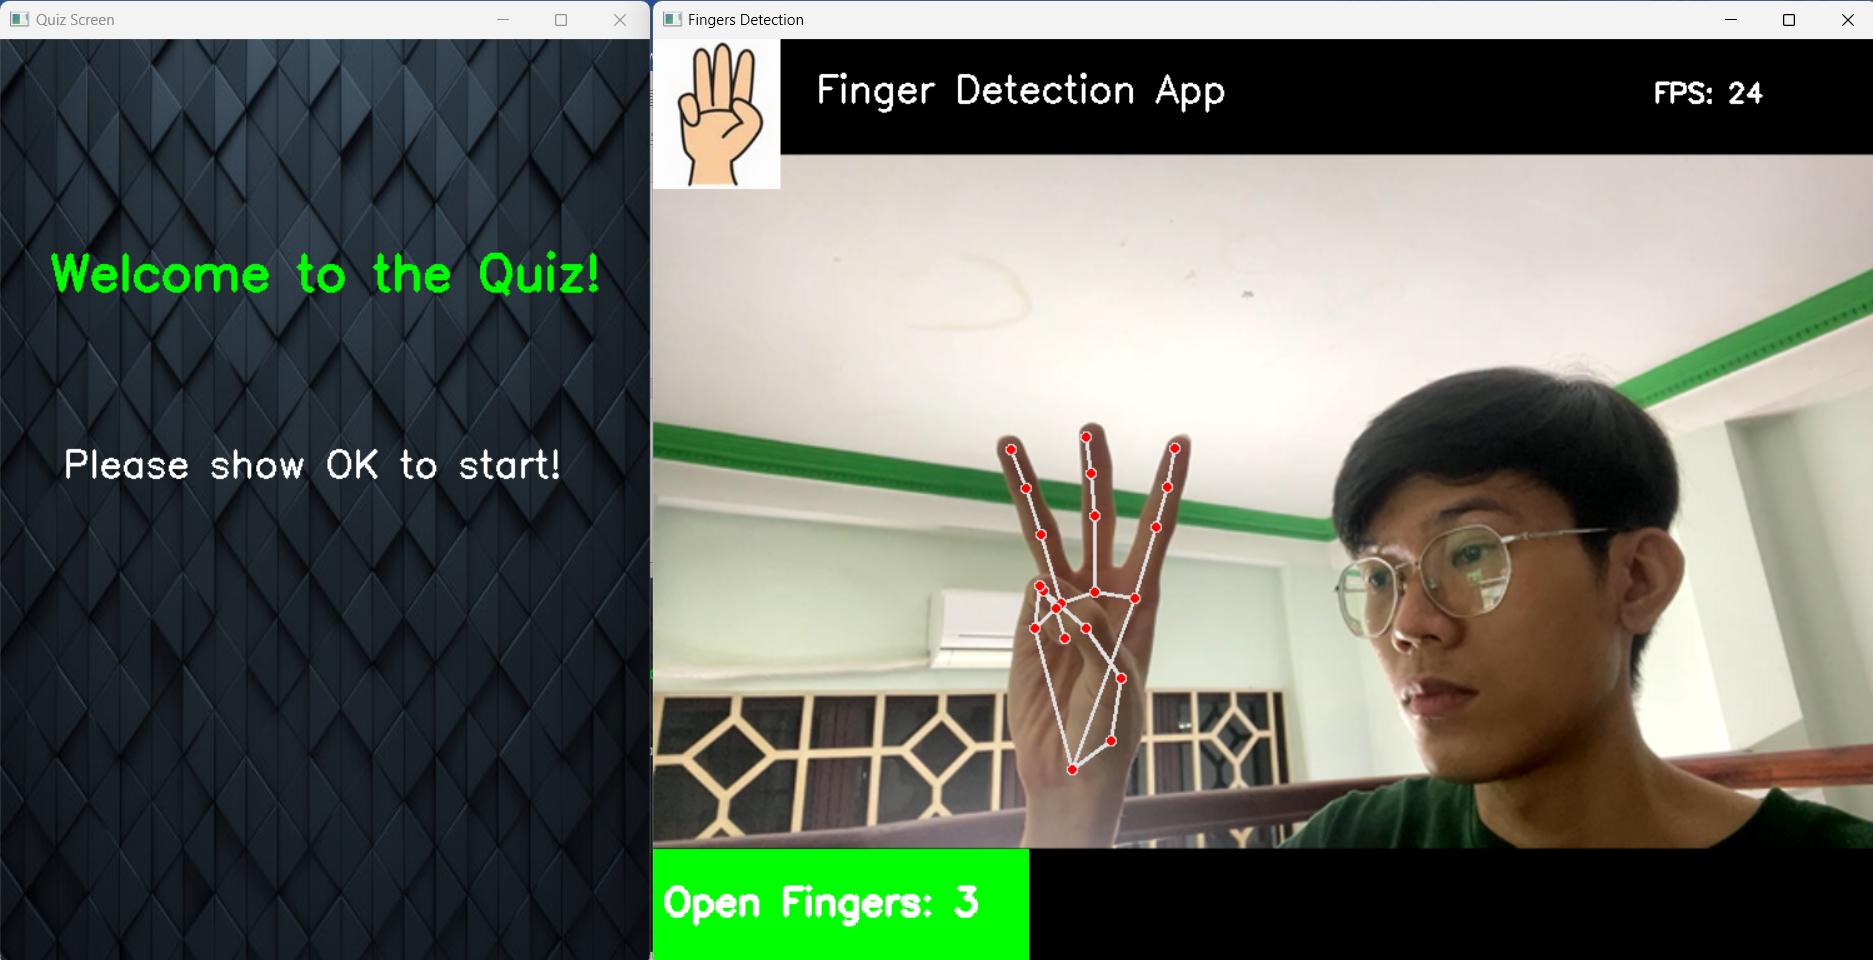 Quiz Screen
Welcome to the Quiz!
Please show OK to start!
Fingers Detection
Finger Detection App
FPS: 24
Open Fingers: 3